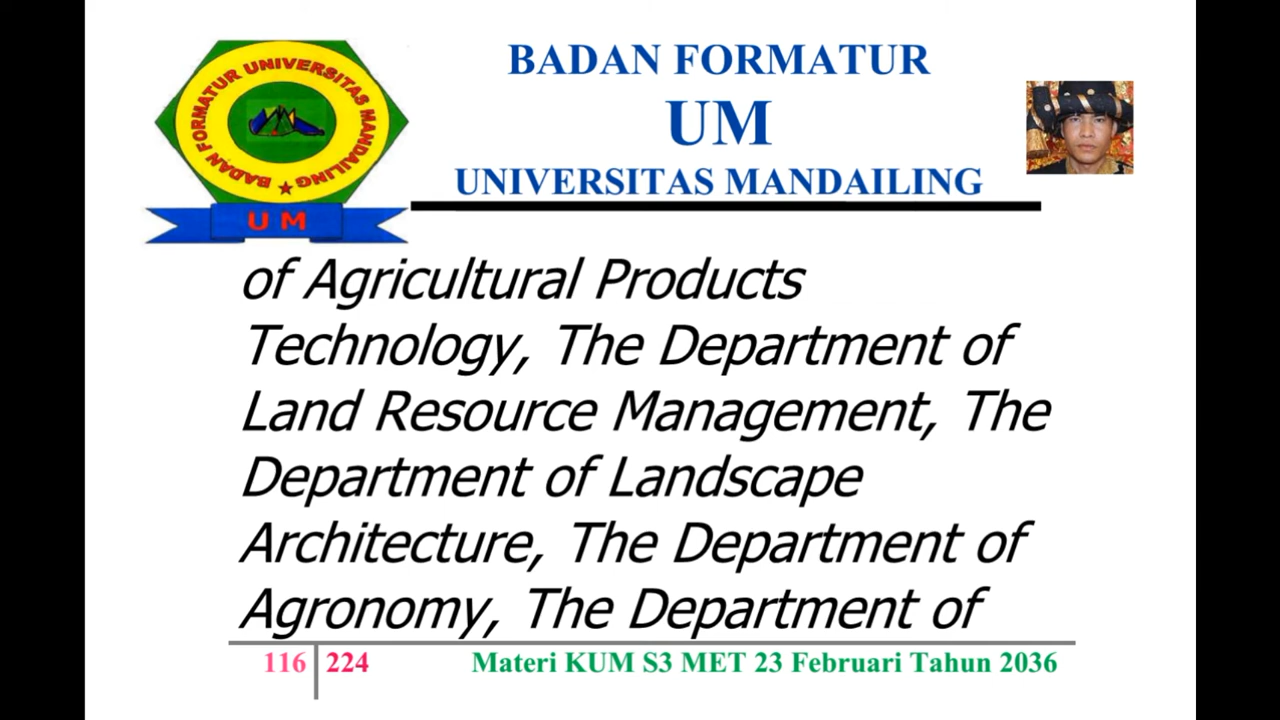 BADAN FORMATUR UNIVERSITAS MANDAILING
U M
BADAN FORMATUR
UM
UNIVERSITAS MANDAILING
of Agricultural Products
Technology, The Department of
Land Resource Management, The
Department of Landscape
Architecture, The Department of
Agronomy, The Department of
116 224 Materi KUM S3 MET 23 Februari Tahun 2036